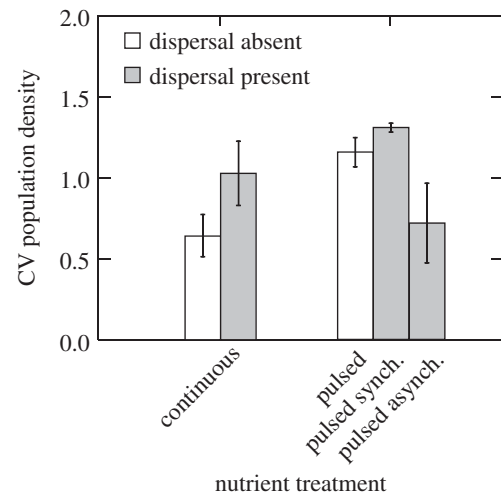 2.0
1.5
1.0
0.5
0.0
CV population density
dispersal absent
dispersal present
continuous
pulsed
pulsed synch.
pulsed asynch.
nutrient treatment